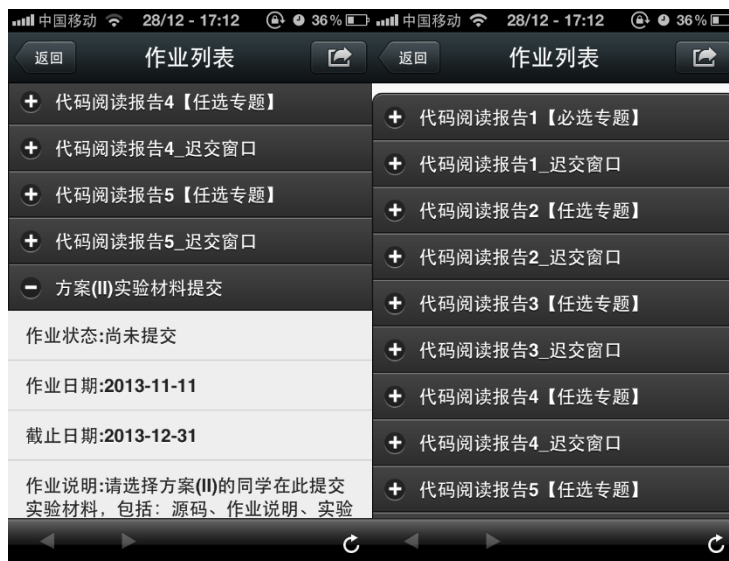 中国移动 28/12 - 17:12 36%
返回 作业列表
代码阅读报告4【任选专题】
代码阅读报告4_迟交窗口
代码阅读报告5【任选专题】
代码阅读报告5_迟交窗口
方案(II)实验材料提交
作业状态:尚未提交
作业日期:2013-11-11
截止日期:2013-12-31
作业说明:请选择方案(II)的同学在此提交
实验材料，包括：源码、作业说明、实验
中国移动 28/12 - 17:12 36%
返回 作业列表
代码阅读报告1【必选专题】
代码阅读报告1_迟交窗口
代码阅读报告2【任选专题】
代码阅读报告2_迟交窗口
代码阅读报告3【任选专题】
代码阅读报告3_迟交窗口
代码阅读报告4【任选专题】
代码阅读报告4_迟交窗口
代码阅读报告5【任选专题】